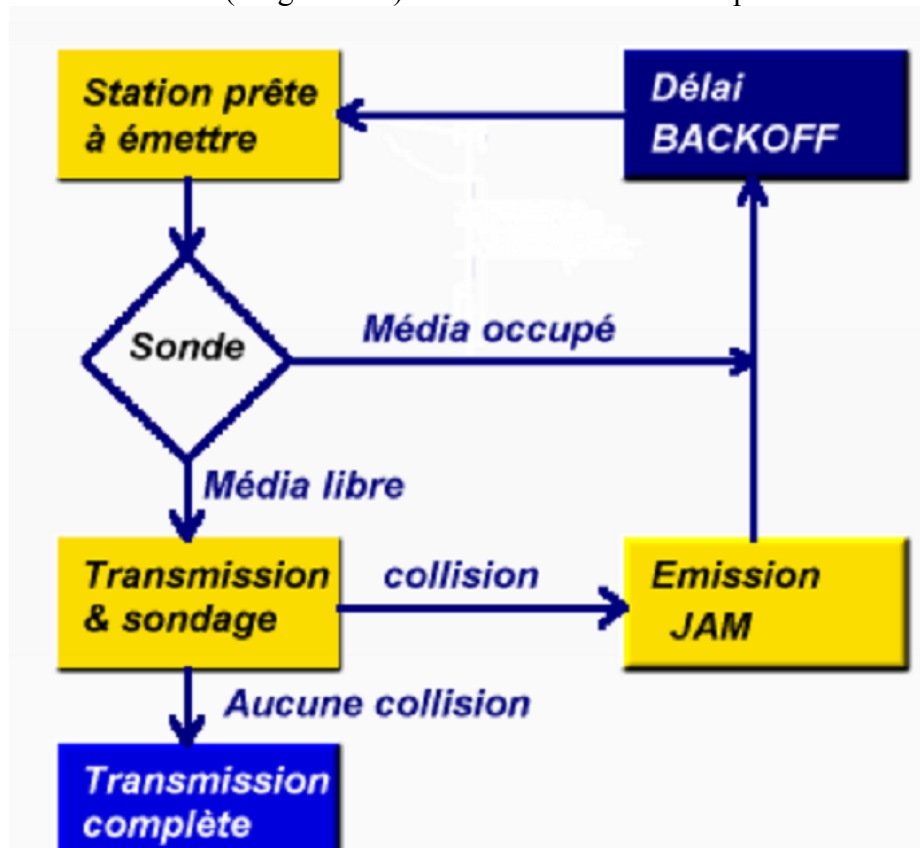 Station prête
à émettre
Délai
BACKOFF
Sonde
Média occupé
Média libre
Transmission
& sondage
collision
Emission
JAM
Aucune collision
Transmission
complète